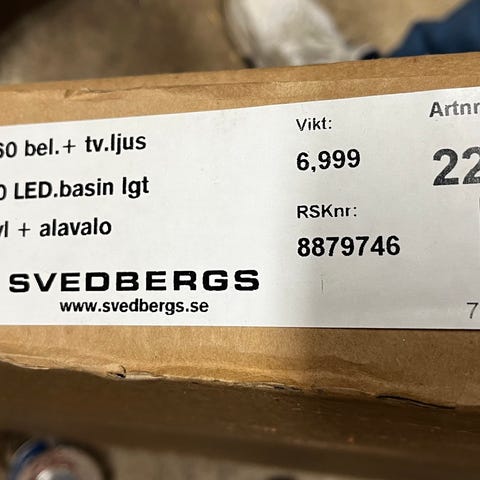 60 bel.+ tv.ljus
0 LED.basin lgt
yl + alavalo
SVEDBERGS
www.svedbergs.se
Vikt:
6,999
RSKnr:
8879746
Artnr
22
7